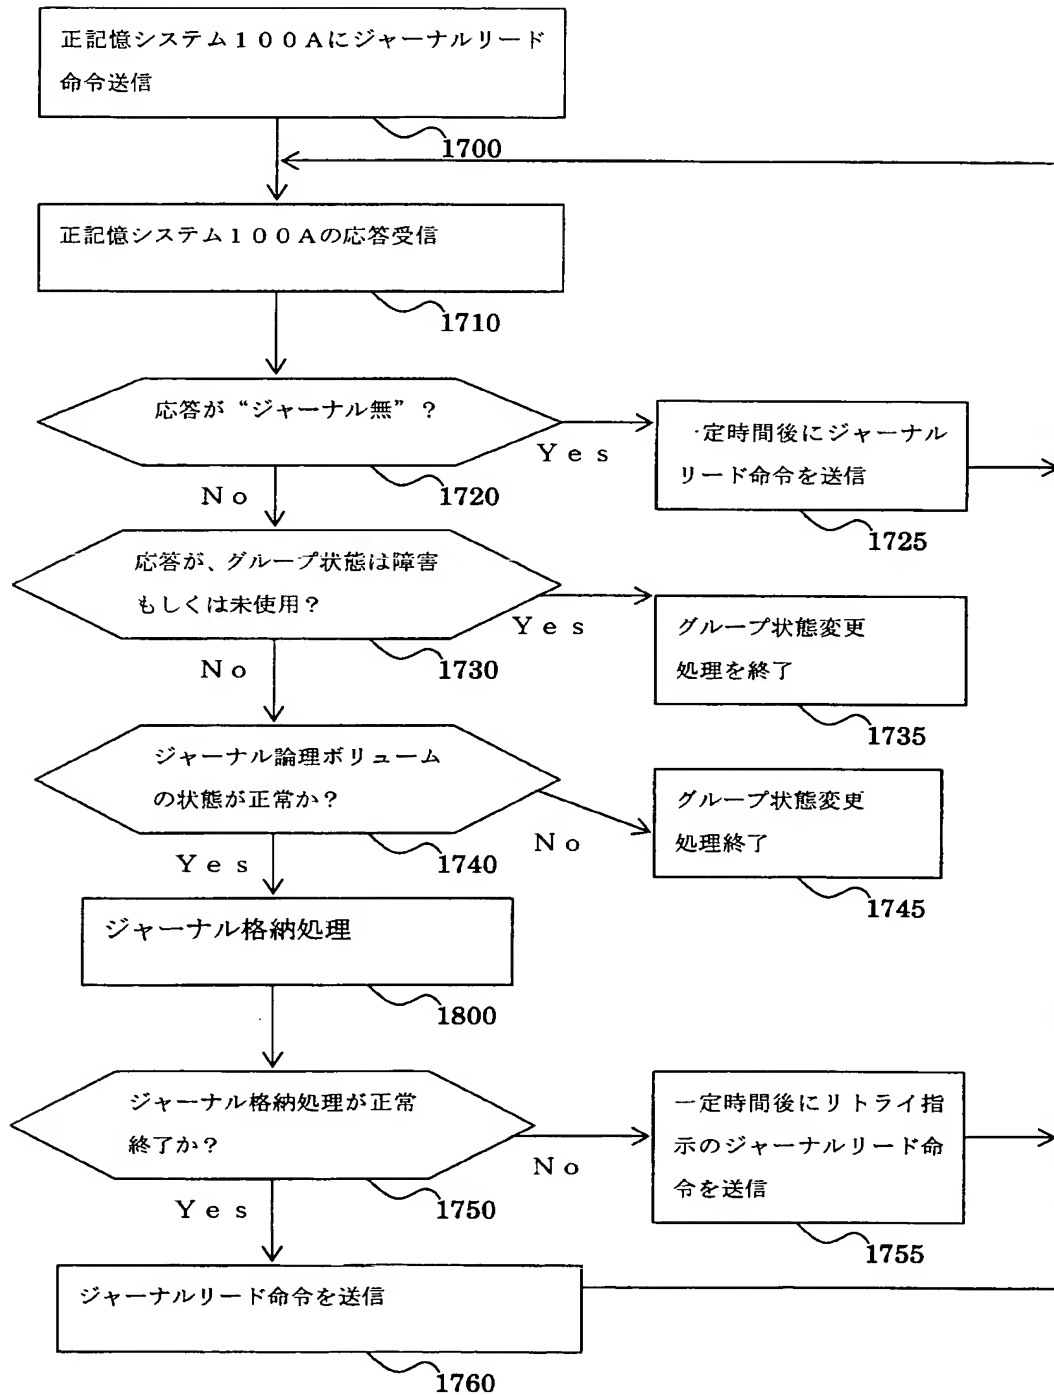 正記憶システム１００Ａにジャーナルリード
命令送信
1700
正記憶システム１００Ａの応答受信
1710
応答が“ジャーナル無”？
Ｙｅｓ
Ｎｏ
1720
一定時間後にジャーナル
リード命令を送信
1725
応答が、グループ状態は障害
もしくは未使用？
Ｙｅｓ
Ｎｏ
1730
グループ状態変更
処理を終了
1735
ジャーナル論理ボリューム
の状態が正常か？
Ｎｏ
Ｙｅｓ
1740
グループ状態変更
処理終了
1745
ジャーナル格納処理
1800
ジャーナル格納処理が正常
終了か？
Ｎｏ
Ｙｅｓ
1750
一定時間後にリトライ指
示のジャーナルリード命
令を送信
1755
ジャーナルリード命令を送信
1760